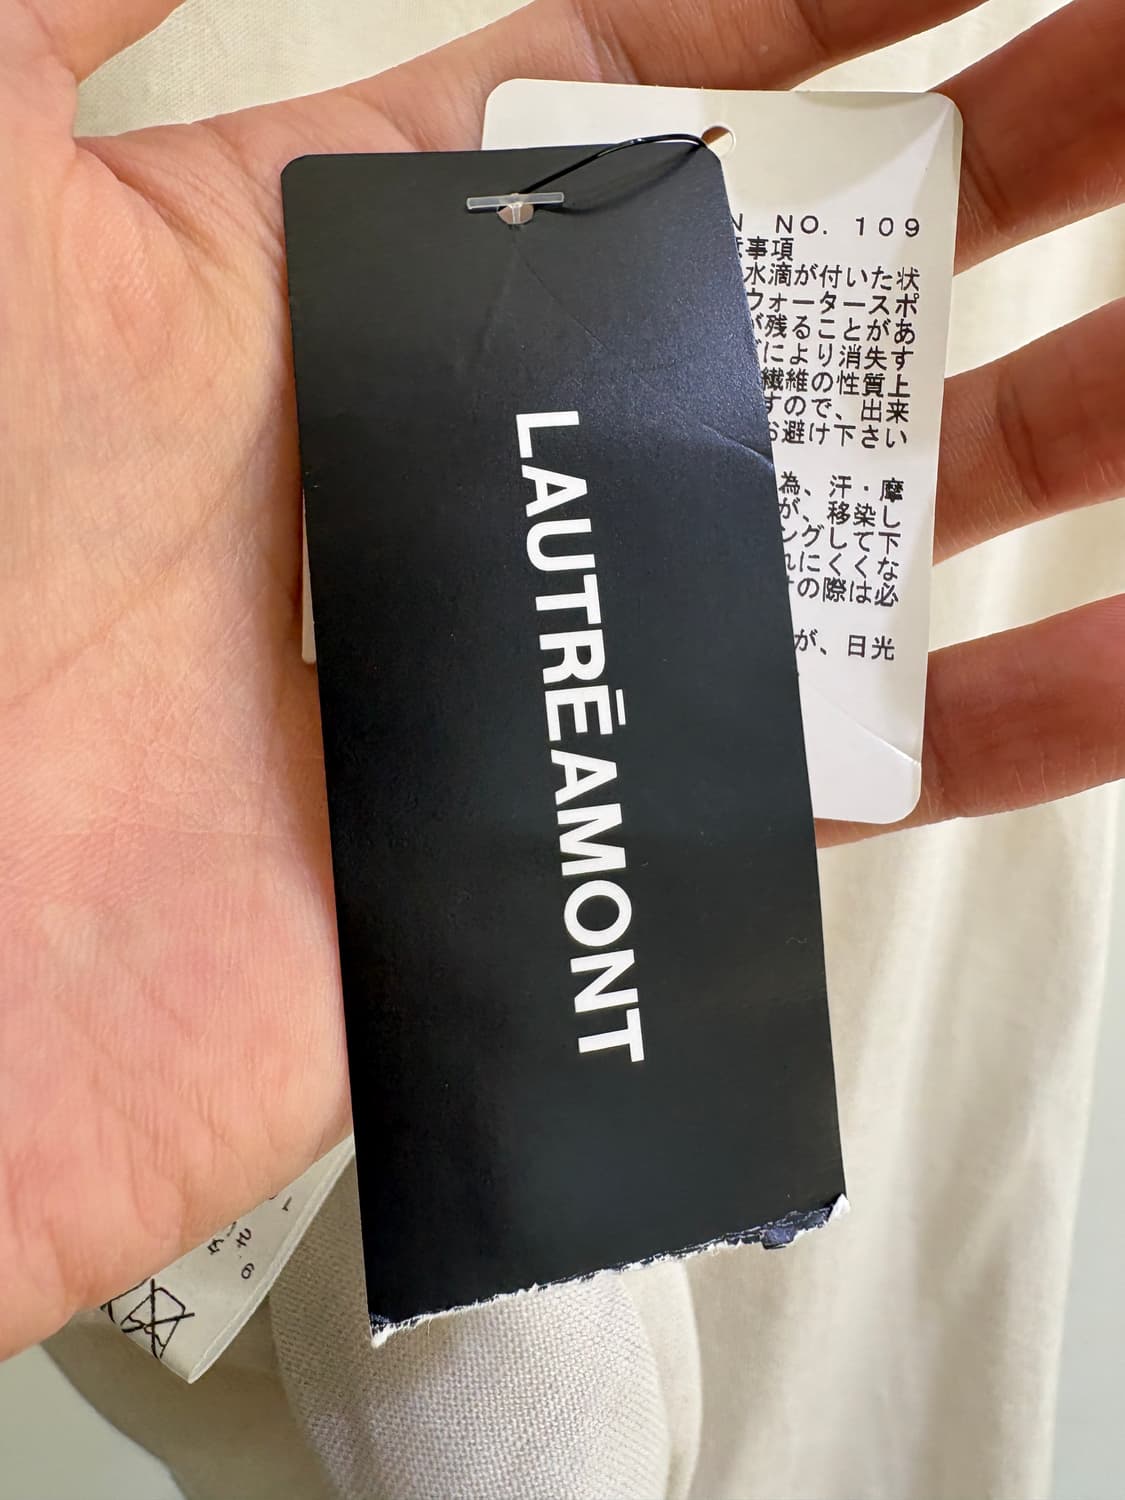 LAUTRĒAMONT
NO. 109
事項
水滴が付いた状
ウォータースポ
が残ることがあ
により消失す
繊維の性質上
すので、出来
お避け下さい
為、汗・摩
が、移染し
ングして下
れにくくな
の際は必
が、日光